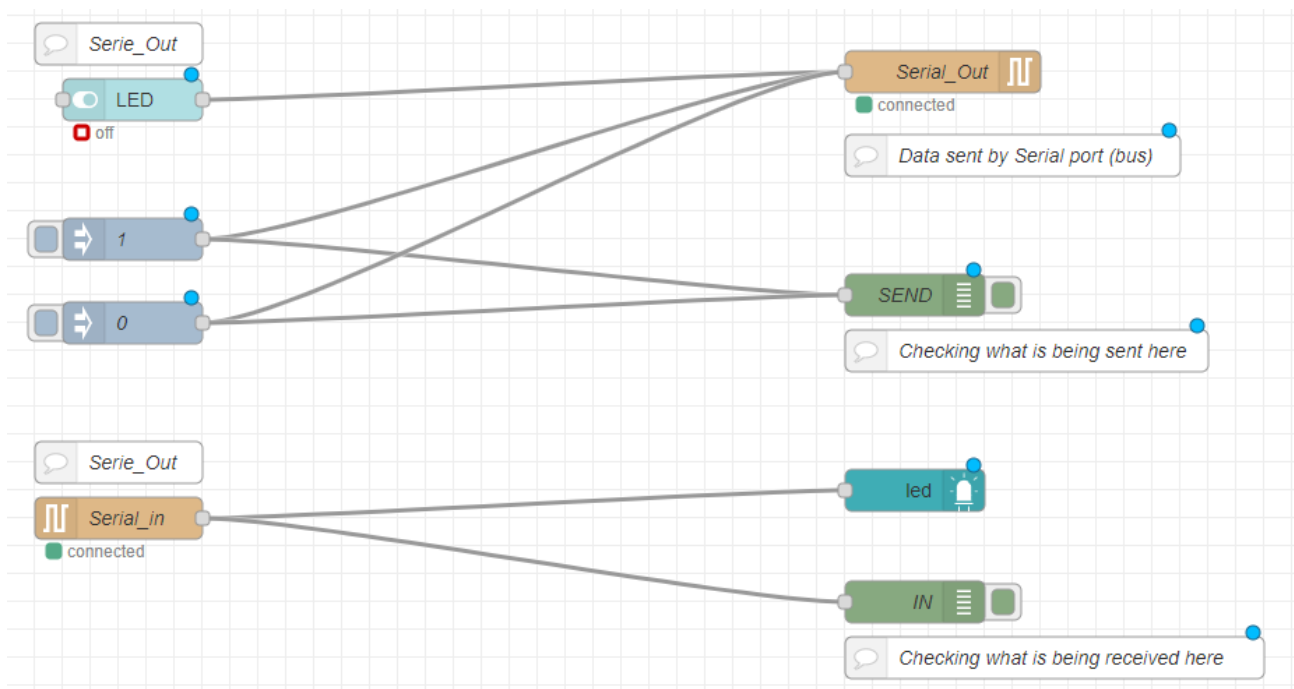 Serie_Out
LED
off
Serial_Out
connected
Data sent by Serial port (bus)
1
0
SEND
Checking what is being sent here
Serie_Out
Serial_in
connected
led
IN
Checking what is being received here